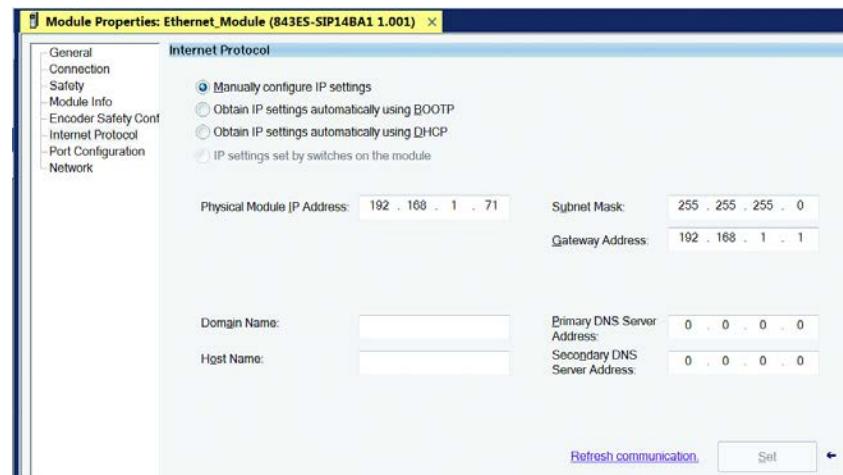 Module Properties: Ethernet_Module (843ES-SIP14BA1 1.001) ×
General
Connection
Safety
Module Info
Encoder Safety Conf
Internet Protocol
Port Configuration
Network
Internet Protocol
Manually configure IP settings
Obtain IP settings automatically using BOOTP
Obtain IP settings automatically using DHCP
IP settings set by switches on the module
Physical Module IP Address: 192 . 168 . 1 . 71
Subnet Mask: 255 . 255 . 255 . 0
Gateway Address: 192 . 168 . 1 . 1
Domain Name:
Host Name:
Primary DNS Server
Address: 0 . 0 . 0 . 0
Secondary DNS
Server Address: 0 . 0 . 0 . 0
Refresh communication.
Set